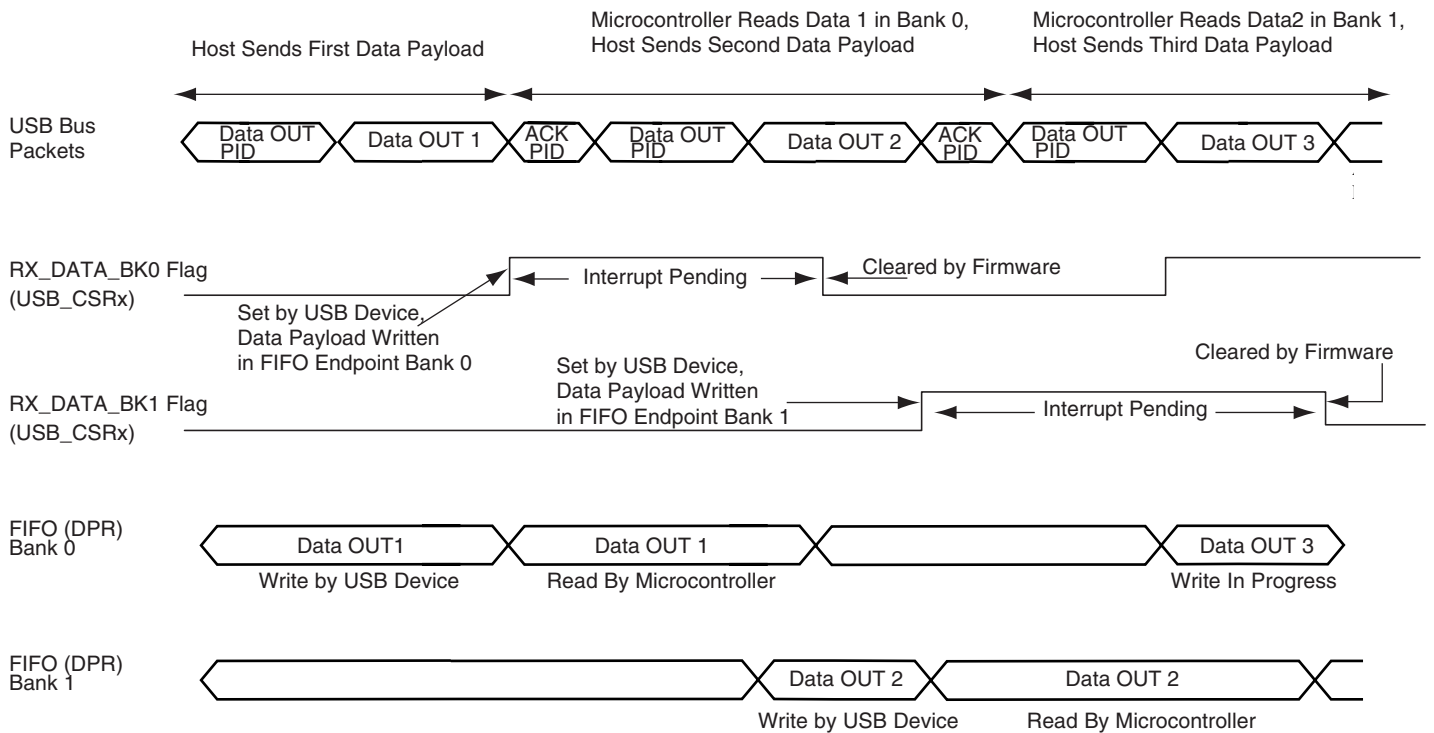 Microcontroller Reads Data 1 in Bank 0,
Host Sends Second Data Payload
Microcontroller Reads Data2 in Bank 1,
Host Sends Third Data Payload
Host Sends First Data Payload
USB Bus
Packets
Data OUT
PID
Data OUT 1
ACK
PID
Data OUT
PID
Data OUT 2
ACK
PID
Data OUT
PID
Data OUT 3
RX_DATA_BK0 Flag
(USB_CSRx)
Interrupt Pending
Cleared by Firmware
Set by USB Device,
Data Payload Written
in FIFO Endpoint Bank 0
RX_DATA_BK1 Flag
(USB_CSRx)
Set by USB Device,
Data Payload Written
in FIFO Endpoint Bank 1
Interrupt Pending
Cleared by Firmware
FIFO (DPR)
Bank 0
Data OUT1
Data OUT 1
Data OUT 3
Write by USB Device
Read By Microcontroller
Write In Progress
FIFO (DPR)
Bank 1
Data OUT 2
Data OUT 2
Write by USB Device
Read By Microcontroller